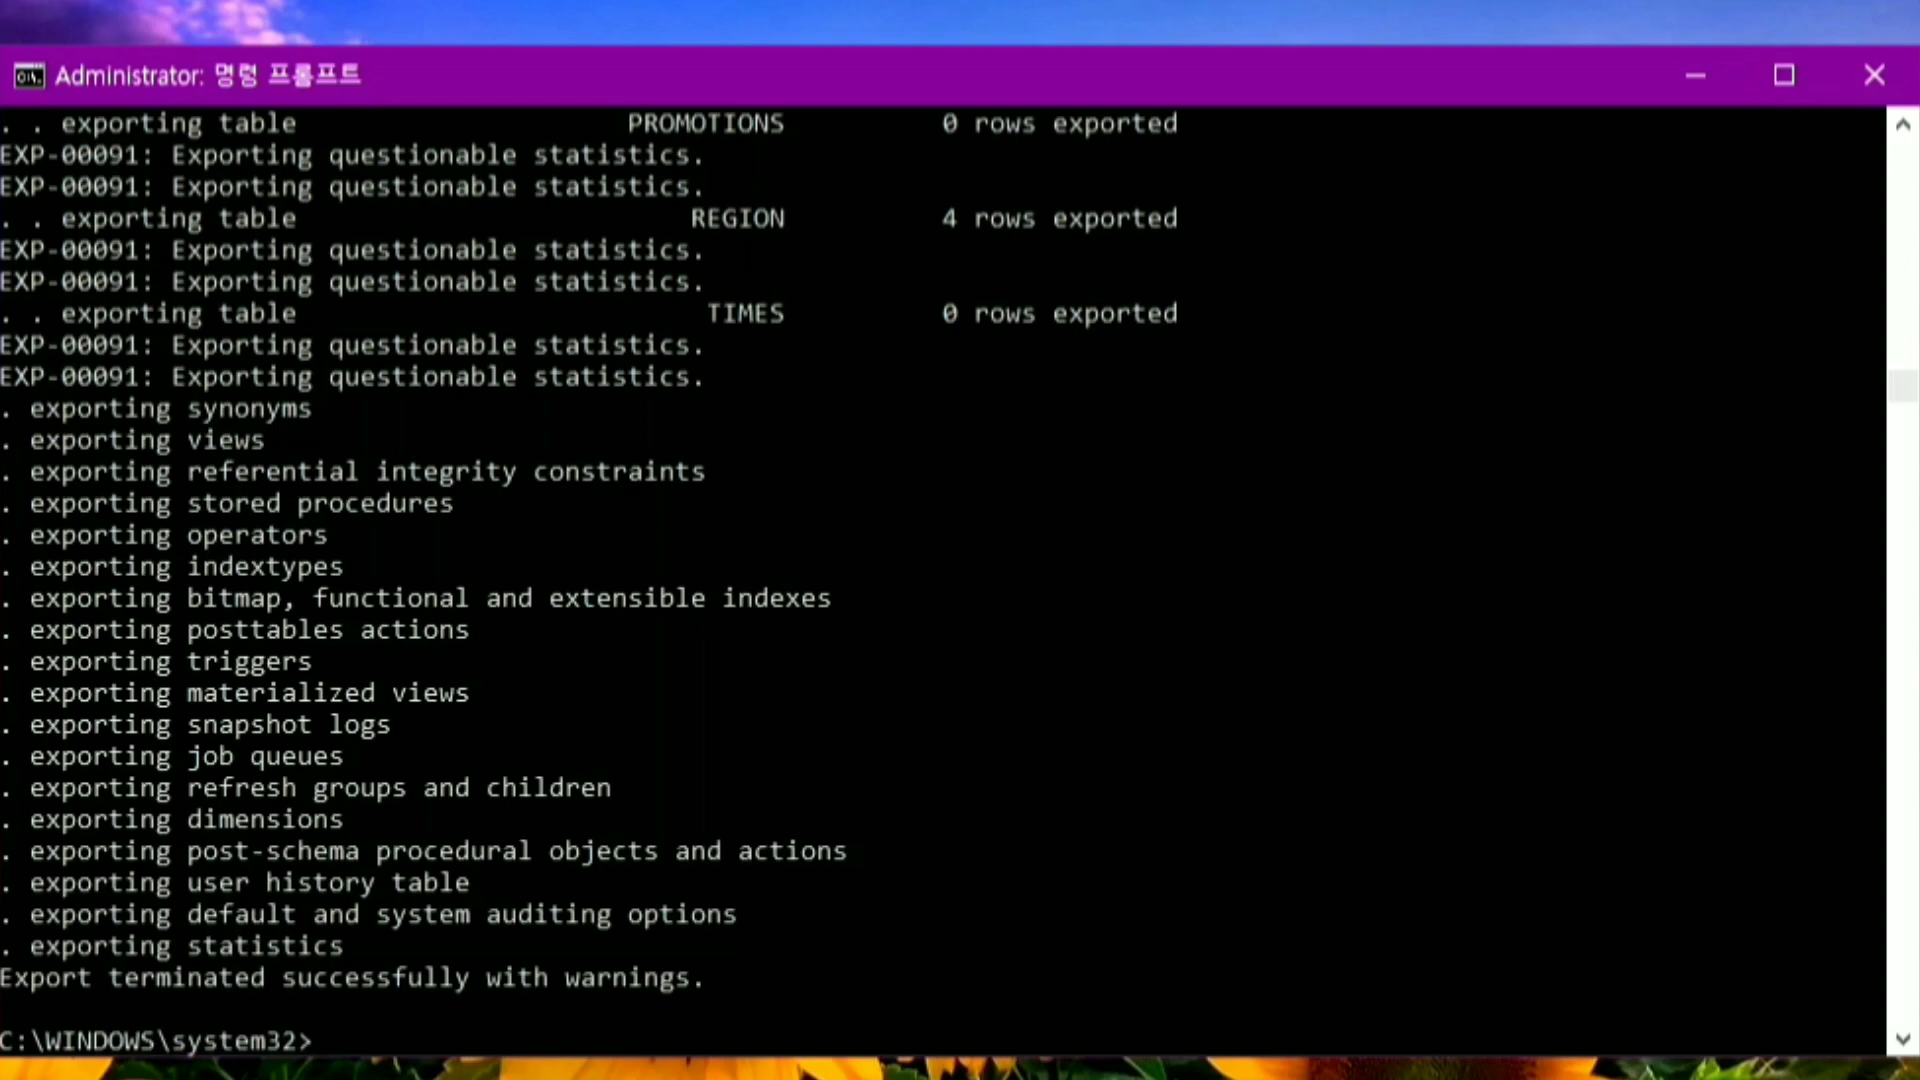 Administrator: 명령 프롬프트
. . exporting table                     PROMOTIONS          0 rows exported
EXP-00091: Exporting questionable statistics.
EXP-00091: Exporting questionable statistics.
. . exporting table                         REGION          4 rows exported
EXP-00091: Exporting questionable statistics.
EXP-00091: Exporting questionable statistics.
. . exporting table                          TIMES          0 rows exported
EXP-00091: Exporting questionable statistics.
EXP-00091: Exporting questionable statistics.
. exporting synonyms
. exporting views
. exporting referential integrity constraints
. exporting stored procedures
. exporting operators
. exporting indextypes
. exporting bitmap, functional and extensible indexes
. exporting posttables actions
. exporting triggers
. exporting materialized views
. exporting snapshot logs
. exporting job queues
. exporting refresh groups and children
. exporting dimensions
. exporting post-schema procedural objects and actions
. exporting user history table
. exporting default and system auditing options
. exporting statistics
Export terminated successfully with warnings.
C:\WINDOWS\system32>